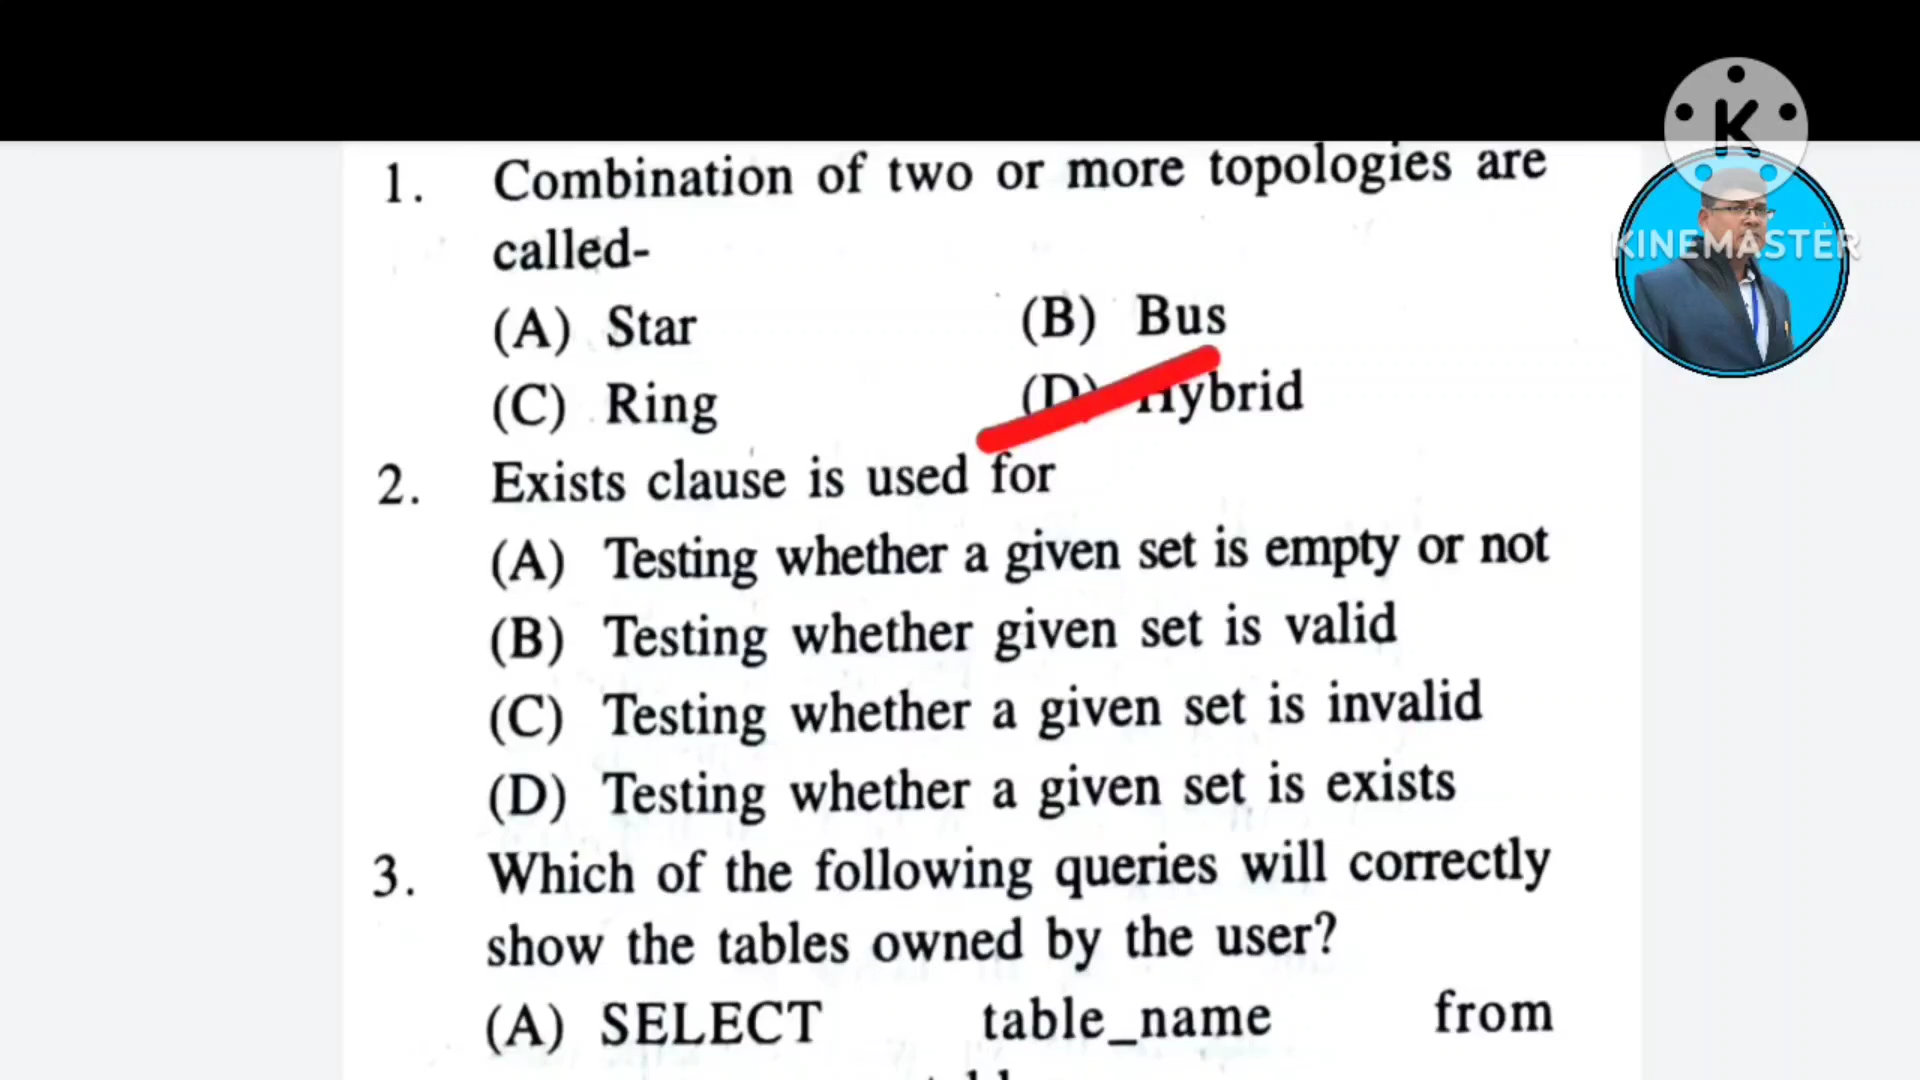 K
KINEMASTER
1. Combination of two or more topologies are
called-
(A) Star (B) Bus
(C) Ring (D) Hybrid
2. Exists clause is used for
(A) Testing whether a given set is empty or not
(B) Testing whether given set is valid
(C) Testing whether a given set is invalid
(D) Testing whether a given set is exists
3. Which of the following queries will correctly
show the tables owned by the user?
(A) SELECT table_name from